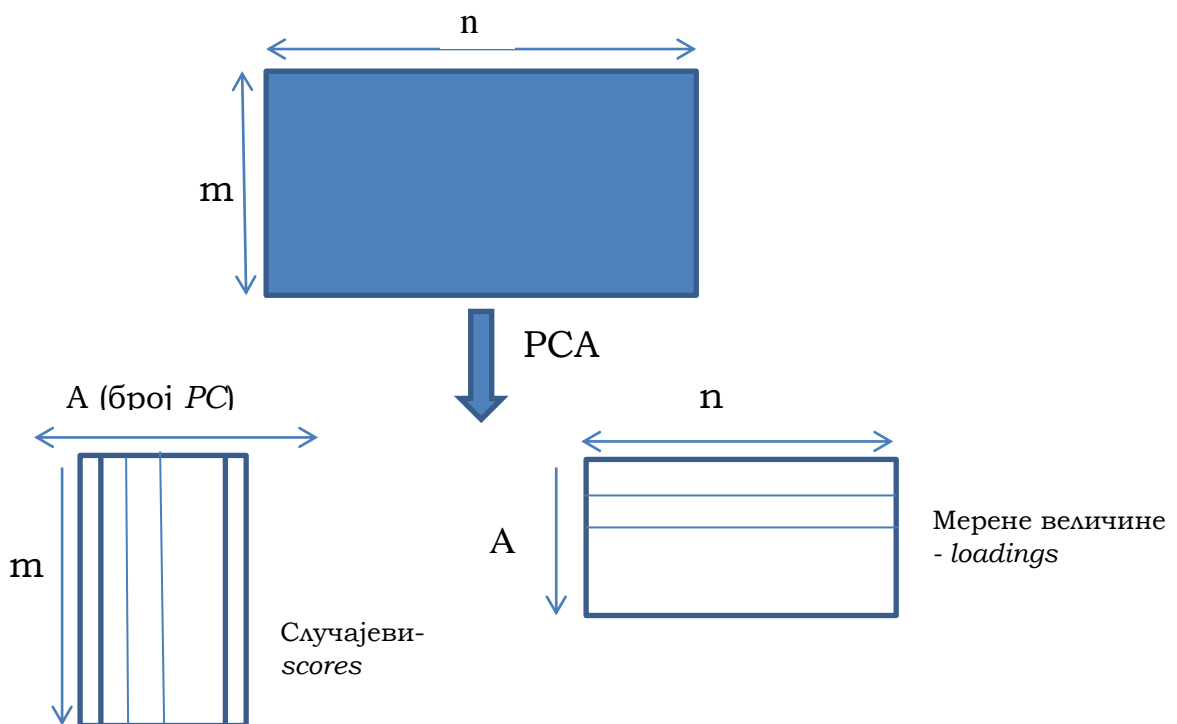 n
m
PCA
А (број PC)
n
m
A
Мерене величине
- loadings
Случајеви-
scores